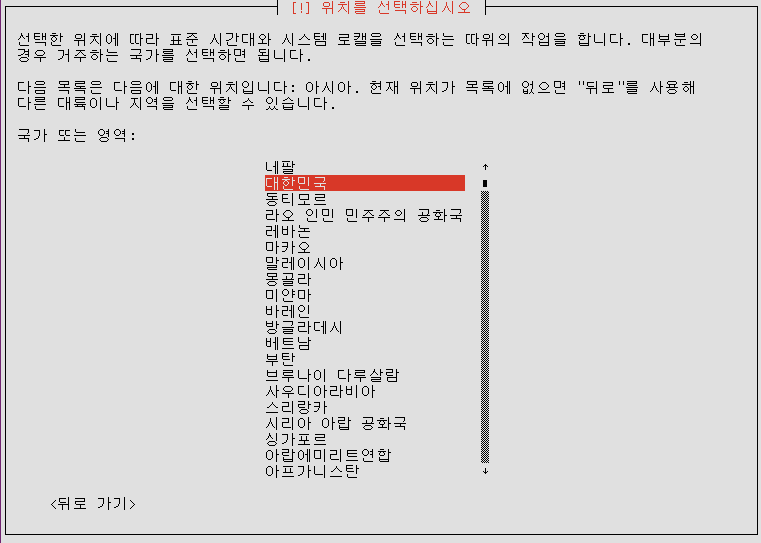 [!] 위치를 선택하십시오
선택한 위치에 따라 표준 시간대와 시스템 로캘을 선택하는 따위의 작업을 합니다. 대부분의
경우 거주하는 국가를 선택하면 됩니다.
다음 목록은 다음에 대한 위치입니다: 아시아. 현재 위치가 목록에 없으면 "뒤로"를 사용해
다른 대륙이나 지역을 선택할 수 있습니다.
국가 또는 영역:
네팔
대한민국
동티모르
라오 인민 민주주의 공화국
레바논
마카오
말레이시아
몽골라
미얀마
바레인
방글라데시
베트남
부탄
브루나이 다루살람
사우디아라비아
스리랑카
시리아 아랍 공화국
싱가포르
아랍에미리트연합
아프가니스탄
<뒤로 가기>